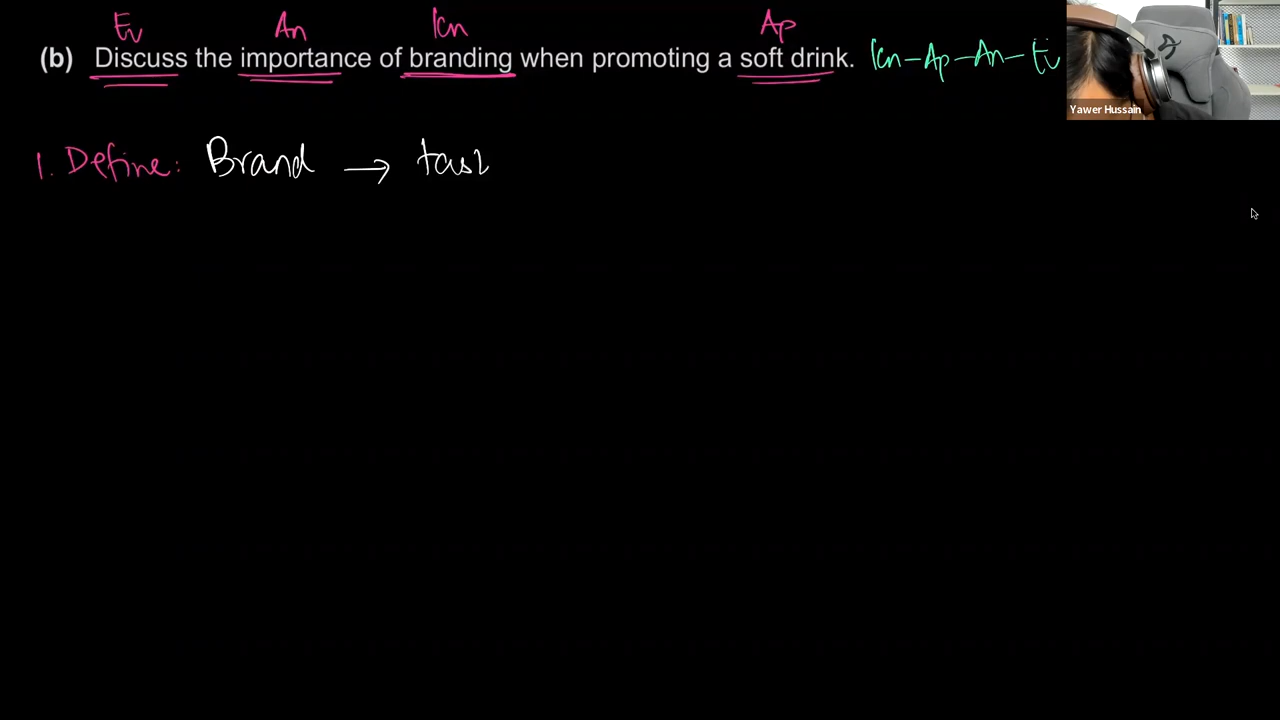 Ev An Kn Ap
(b) Discuss the importance of branding when promoting a soft drink. Kn-Ap-An-Ev
Yawer Hussain
1. Define: Brand → task